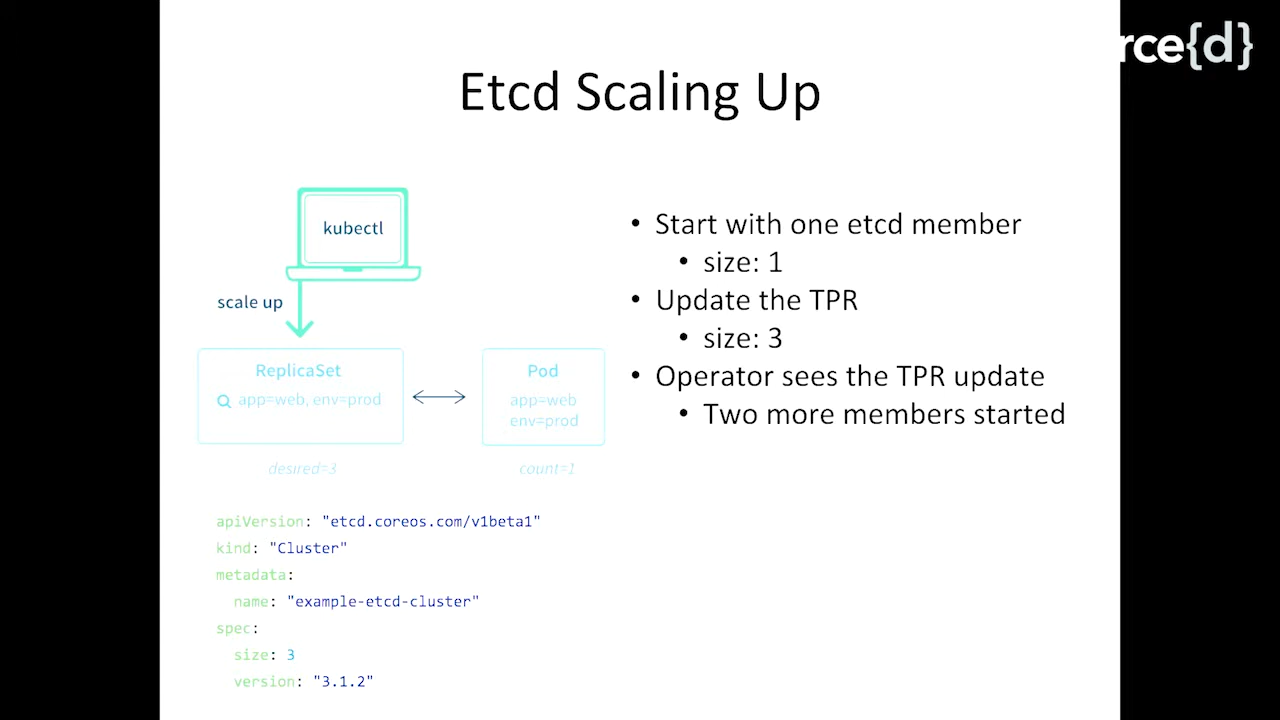 rce{d}
Etcd Scaling Up
kubectl
scale up
ReplicaSet
app=web, env=prod
desired=3
Pod
app=web
env=prod
count=1
• Start with one etcd member
• size: 1
• Update the TPR
• size: 3
• Operator sees the TPR update
• Two more members started
apiVersion: "etcd.coreos.com/v1beta1"
kind: "Cluster"
metadata:
name: "example-etcd-cluster"
spec:
size: 3
version: "3.1.2"